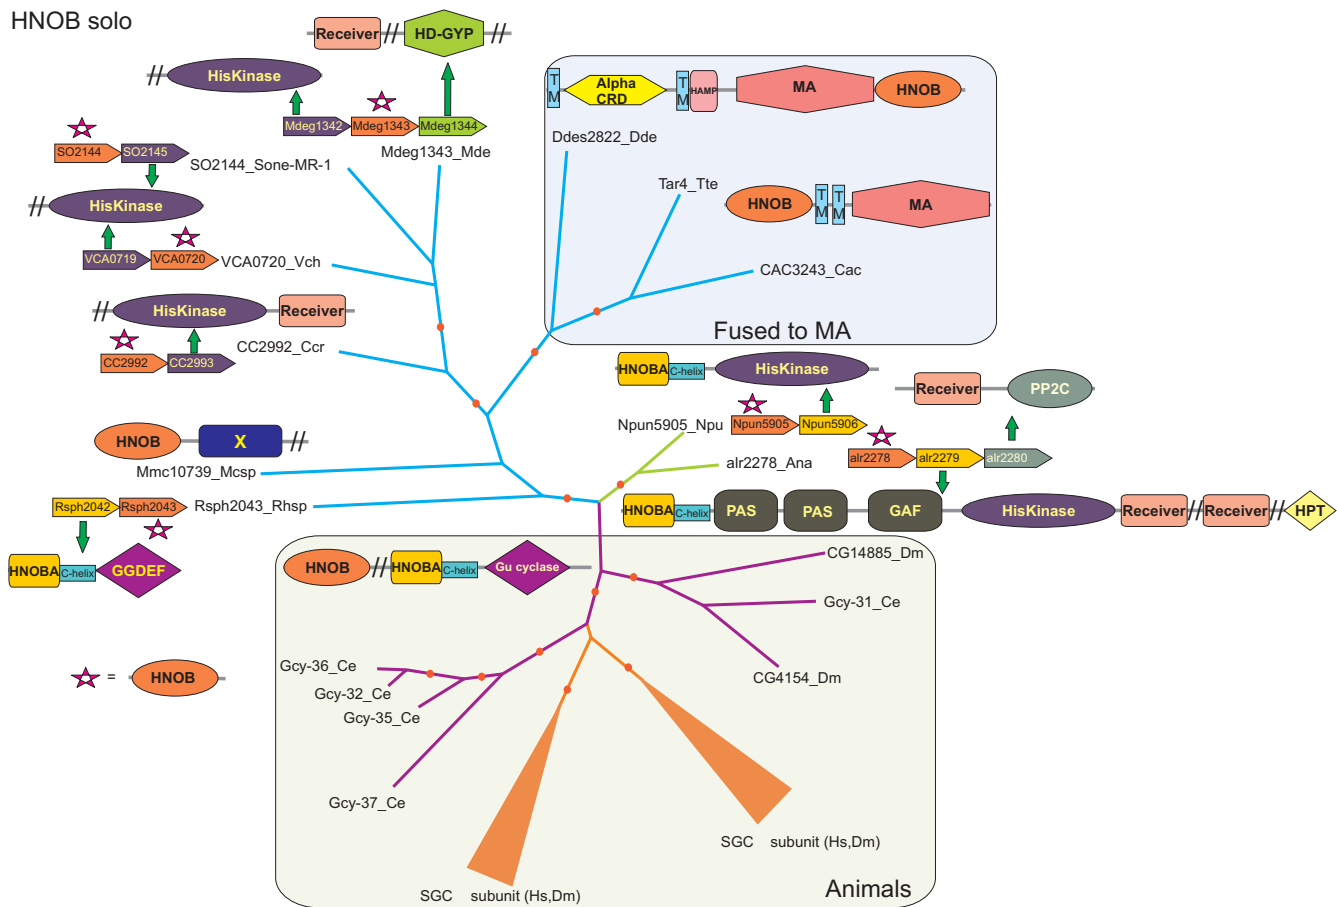 HNOB solo
Receiver
HD-GYP
HisKinase
Mdeg1342
Mdeg1343
Mdeg1344
Mdeg1343_Mde
SO2144
SO2145
SO2144_Sone-MR-1
HisKinase
VCA0719
VCA0720
VCA0720_Vch
HisKinase
Receiver
CC2992
CC2993
CC2992_Ccr
HNOB
X
Mmc10739_Mcsp
Rsph2042
Rsph2043
Rsph2043_Rhsp
HNOBA
C-helix
GGDEF
= HNOB
TM
Alpha
CRD
TM
HAMP
MA
HNOB
Ddes2822_Dde
Tar4_Tte
HNOB
TM
TM
MA
CAC3243_Cac
Fused to MA
HNOBA
C-helix
HisKinase
Receiver
PP2C
Npun5905_Npu
Npun5905
Npun5906
alr2278
alr2279
alr2280
alr2278_Ana
HNOBA
C-helix
PAS
PAS
GAF
HisKinase
Receiver
Receiver
HPT
HNOB
HNOBA
C-helix
Gu cyclase
CG14885_Dm
Gcy-31_Ce
CG4154_Dm
Gcy-36_Ce
Gcy-32_Ce
Gcy-35_Ce
Gcy-37_Ce
SGC subunit (Hs,Dm)
SGC subunit (Hs,Dm)
Animals